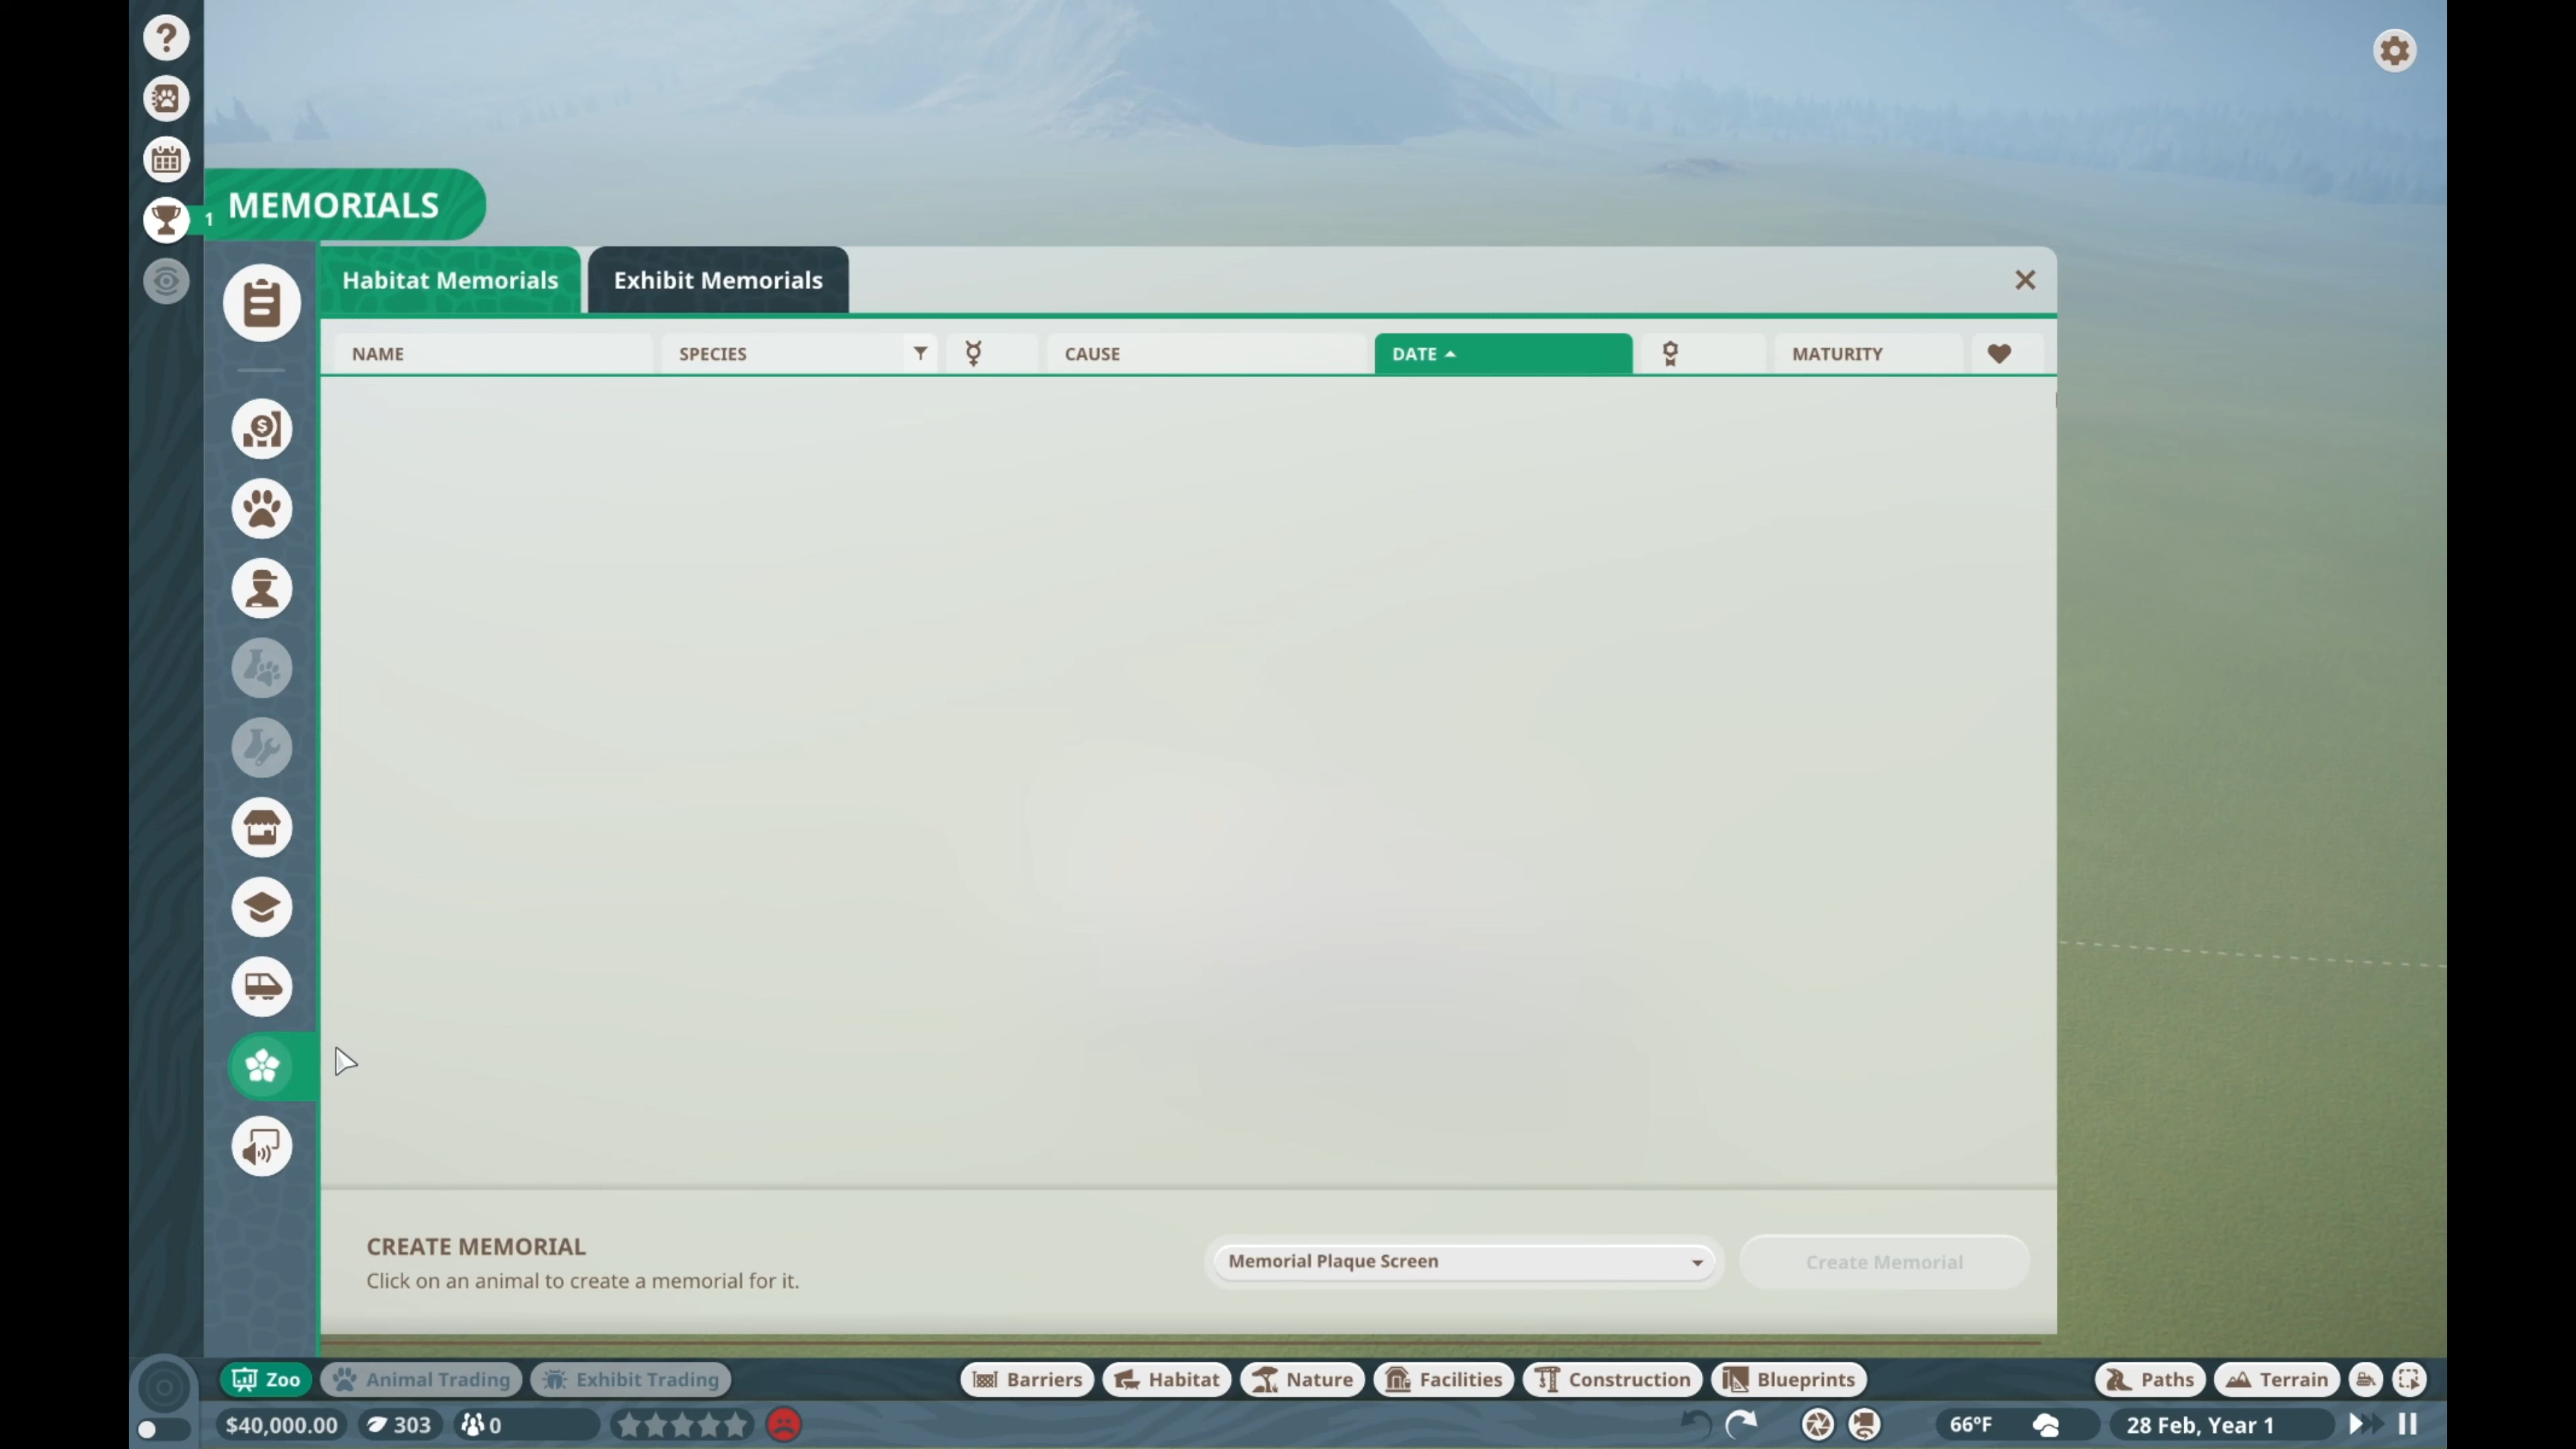 1 MEMORIALS
Habitat Memorials Exhibit Memorials
NAME SPECIES CAUSE DATE MATURITY
CREATE MEMORIAL
Click on an animal to create a memorial for it.
Memorial Plaque Screen Create Memorial
Zoo Animal Trading Exhibit Trading Barriers Habitat Nature Facilities Construction Blueprints Paths Terrain
$40,000.00 303 0 66°F 28 Feb, Year 1